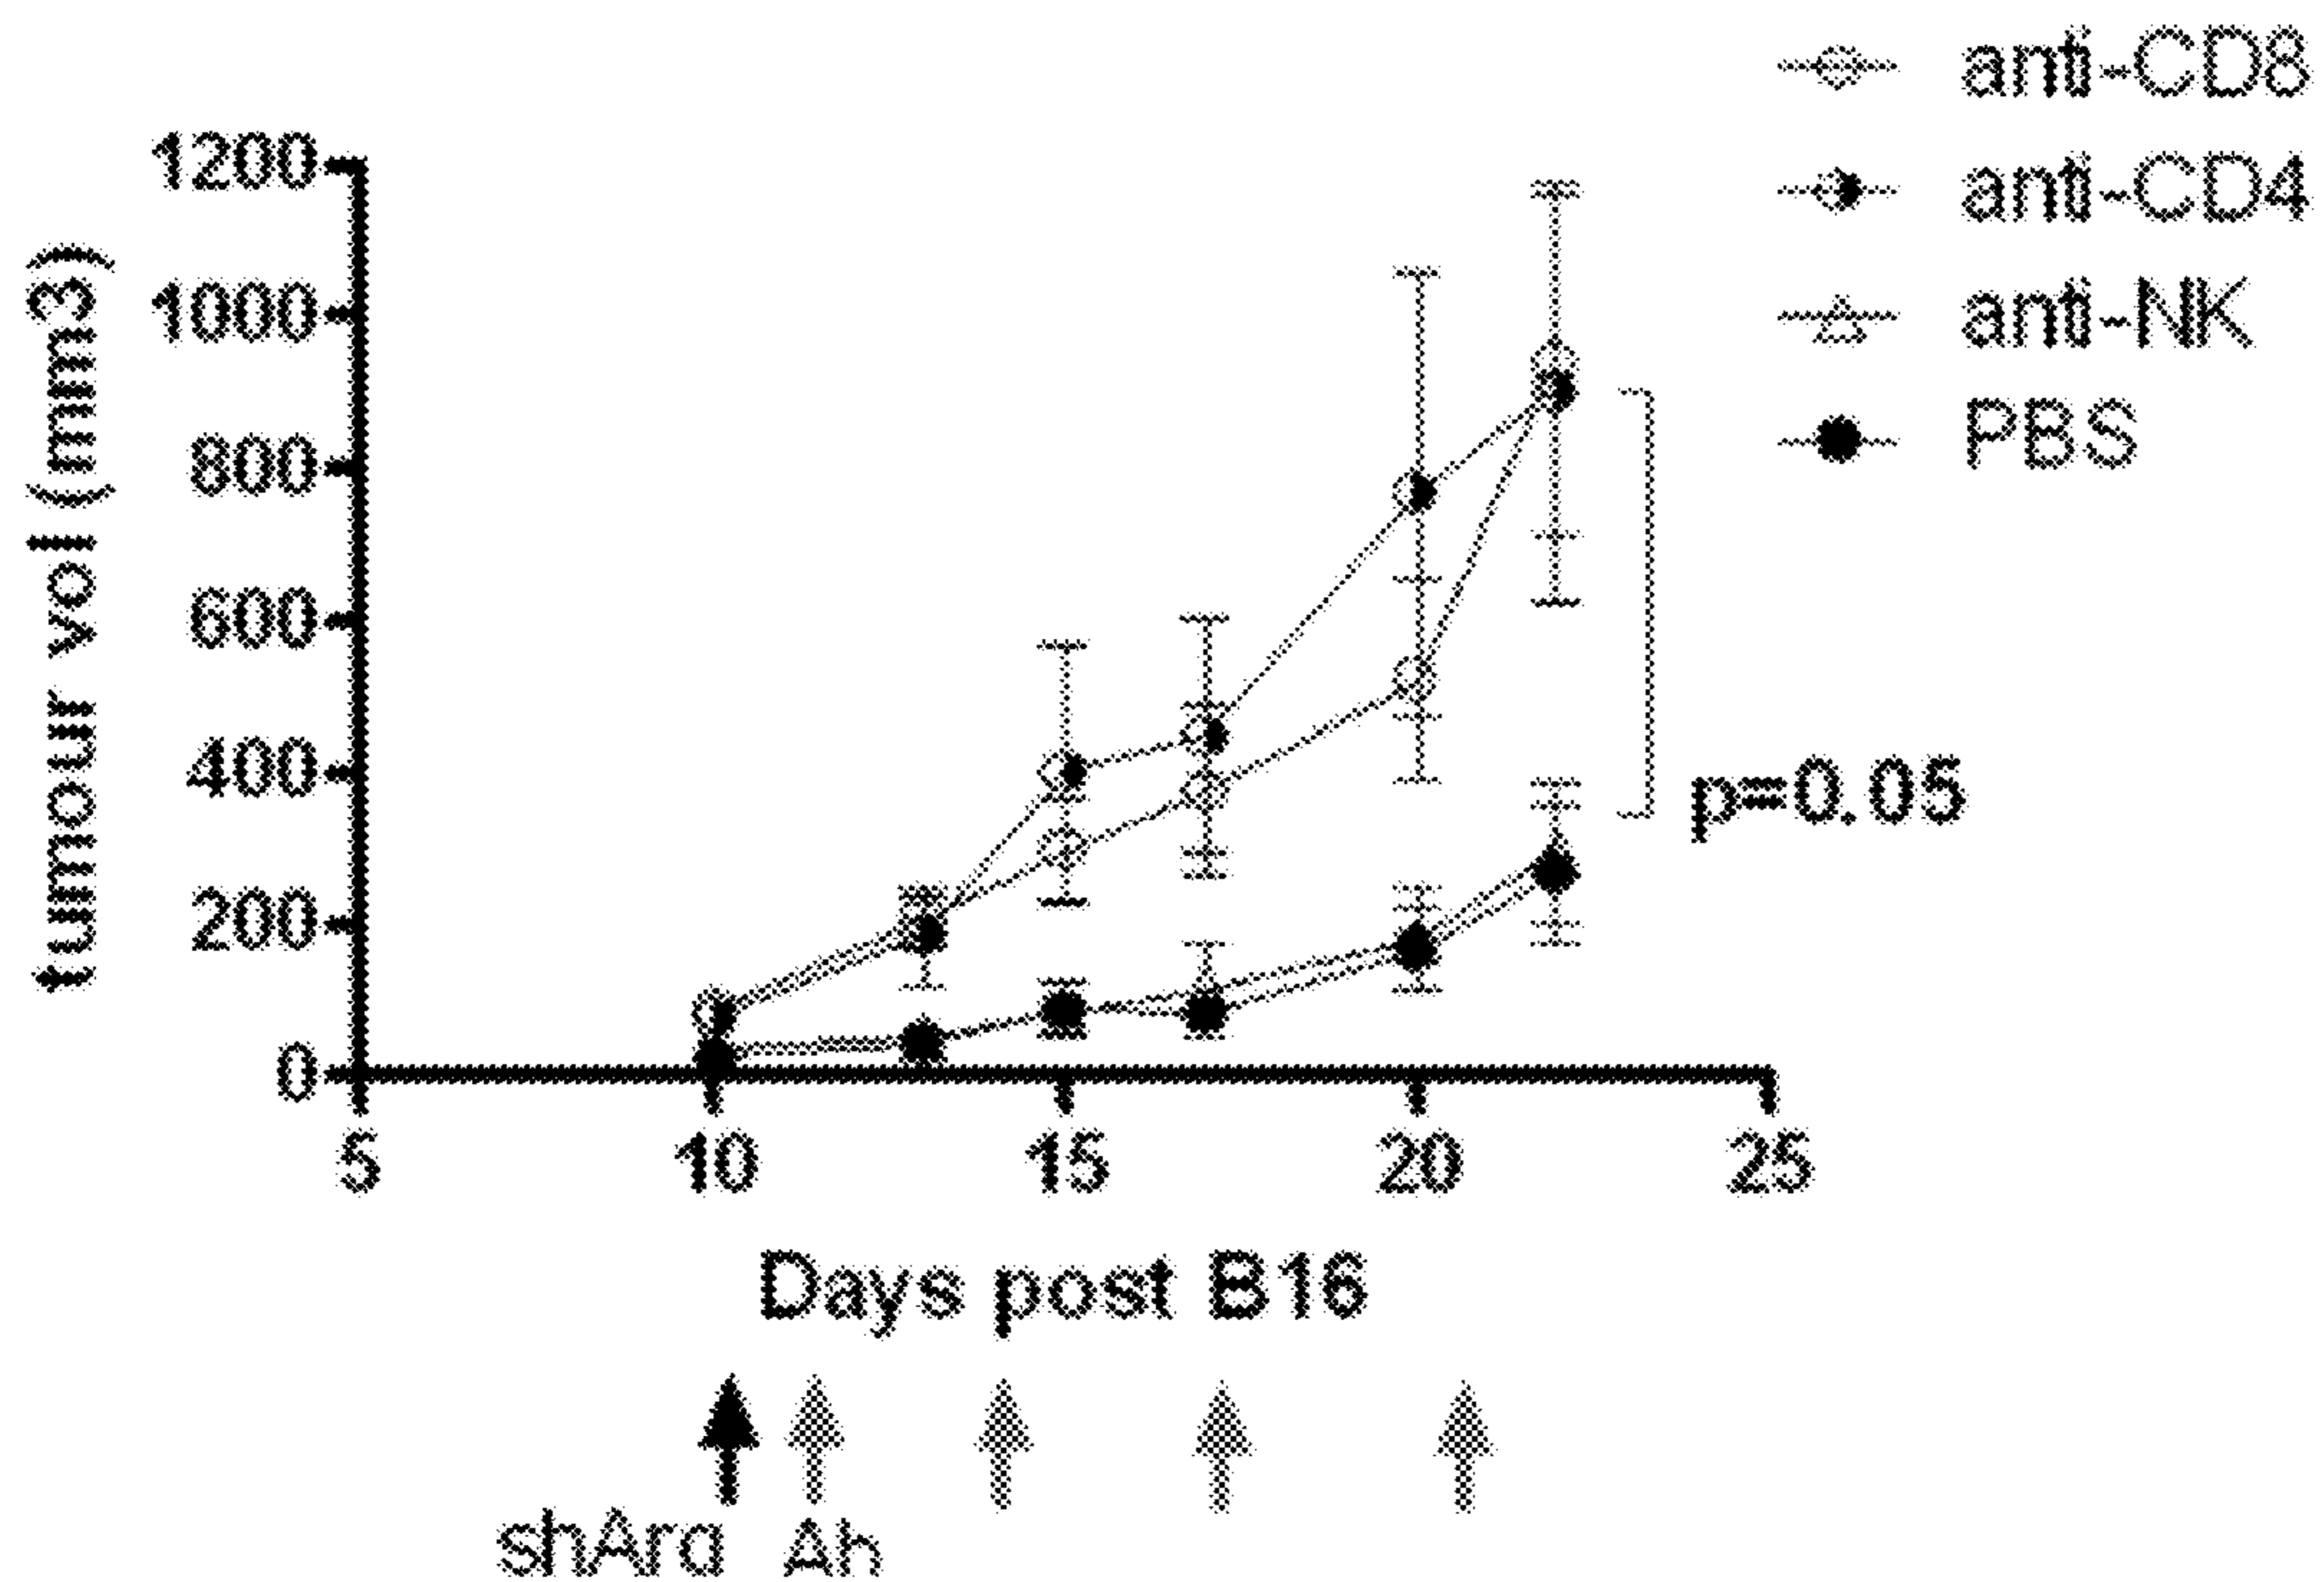 anti-CD8
anti-CD4
anti-NK
PBS
tumour vol (mm3)
1200
1000
800
600
400
200
0
p=0.05
5 10 15 20 25
Days post B16
shArg Ab